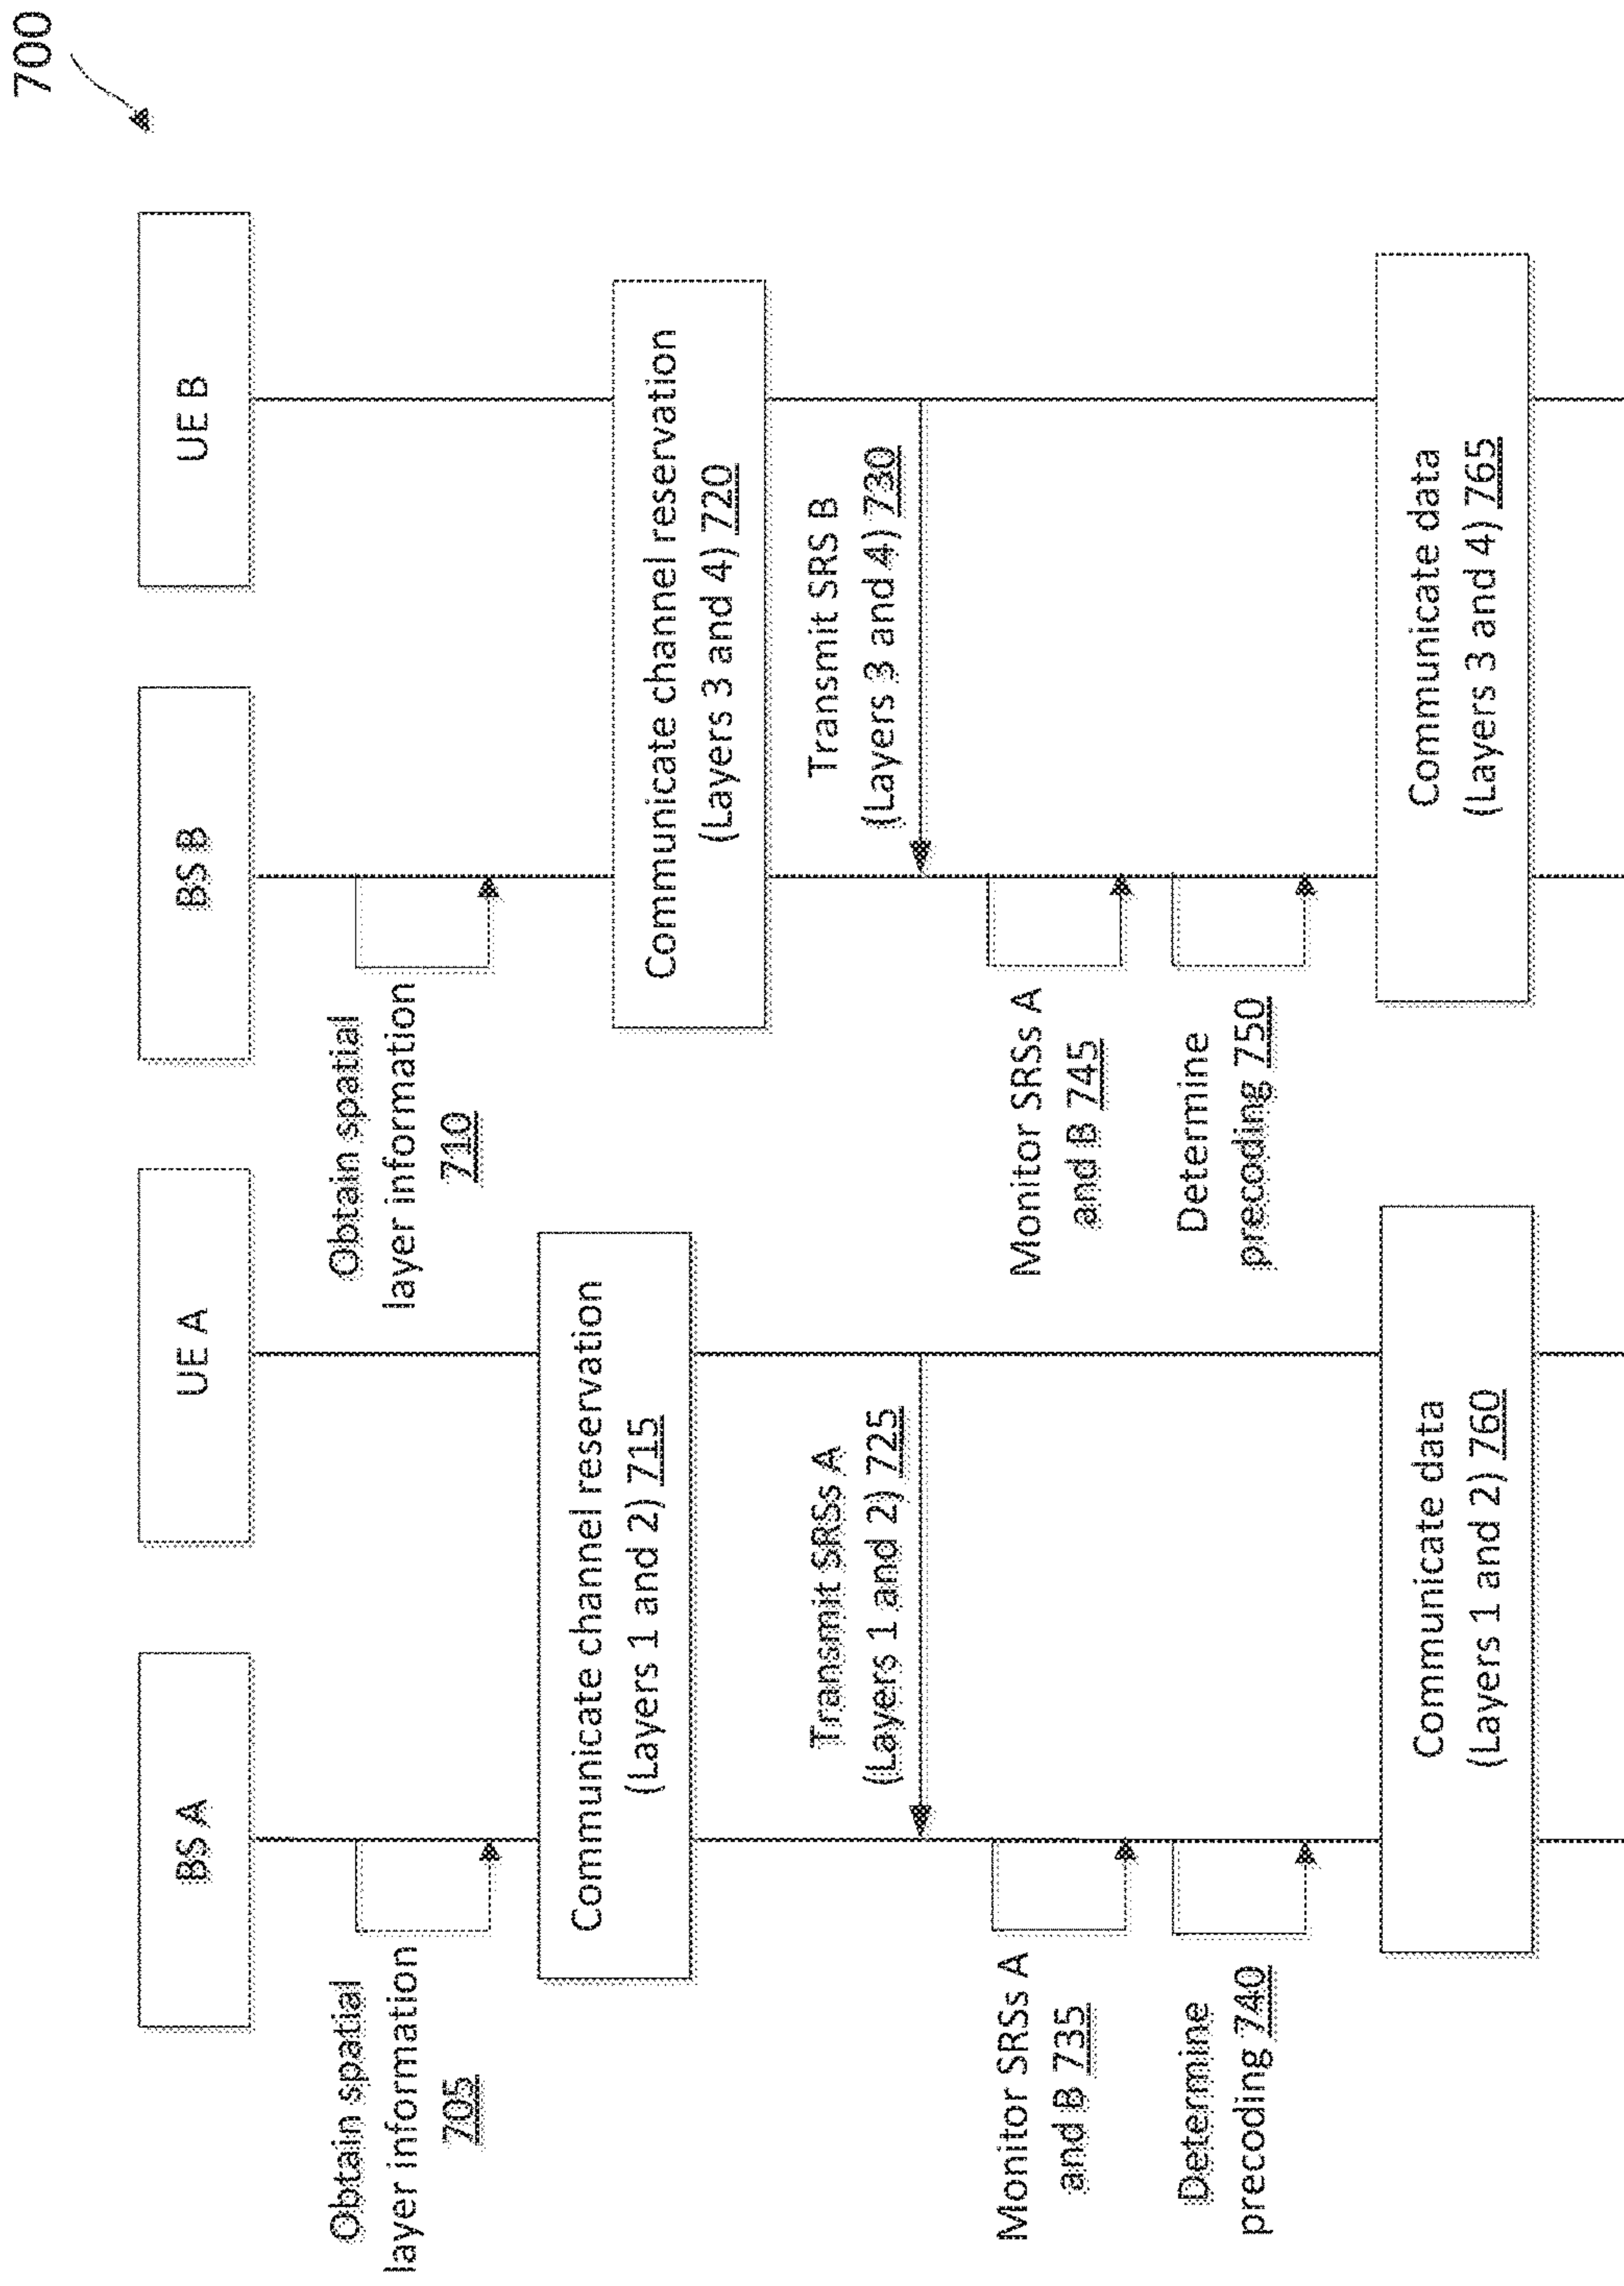 700
BS A
UE A
BS B
UE B
Obtain spatial
layer information
705
Obtain spatial
layer information
710
Communicate channel reservation
(Layers 1 and 2) 715
Communicate channel reservation
(Layers 3 and 4) 720
Transmit SRSs A
(Layers 1 and 2) 725
Transmit SRS B
(Layers 3 and 4) 730
Monitor SRSs A
and B 735
Monitor SRSs A
and B 745
Determine
precoding 740
Determine
precoding 750
Communicate data
(Layers 1 and 2) 760
Communicate data
(Layers 3 and 4) 765